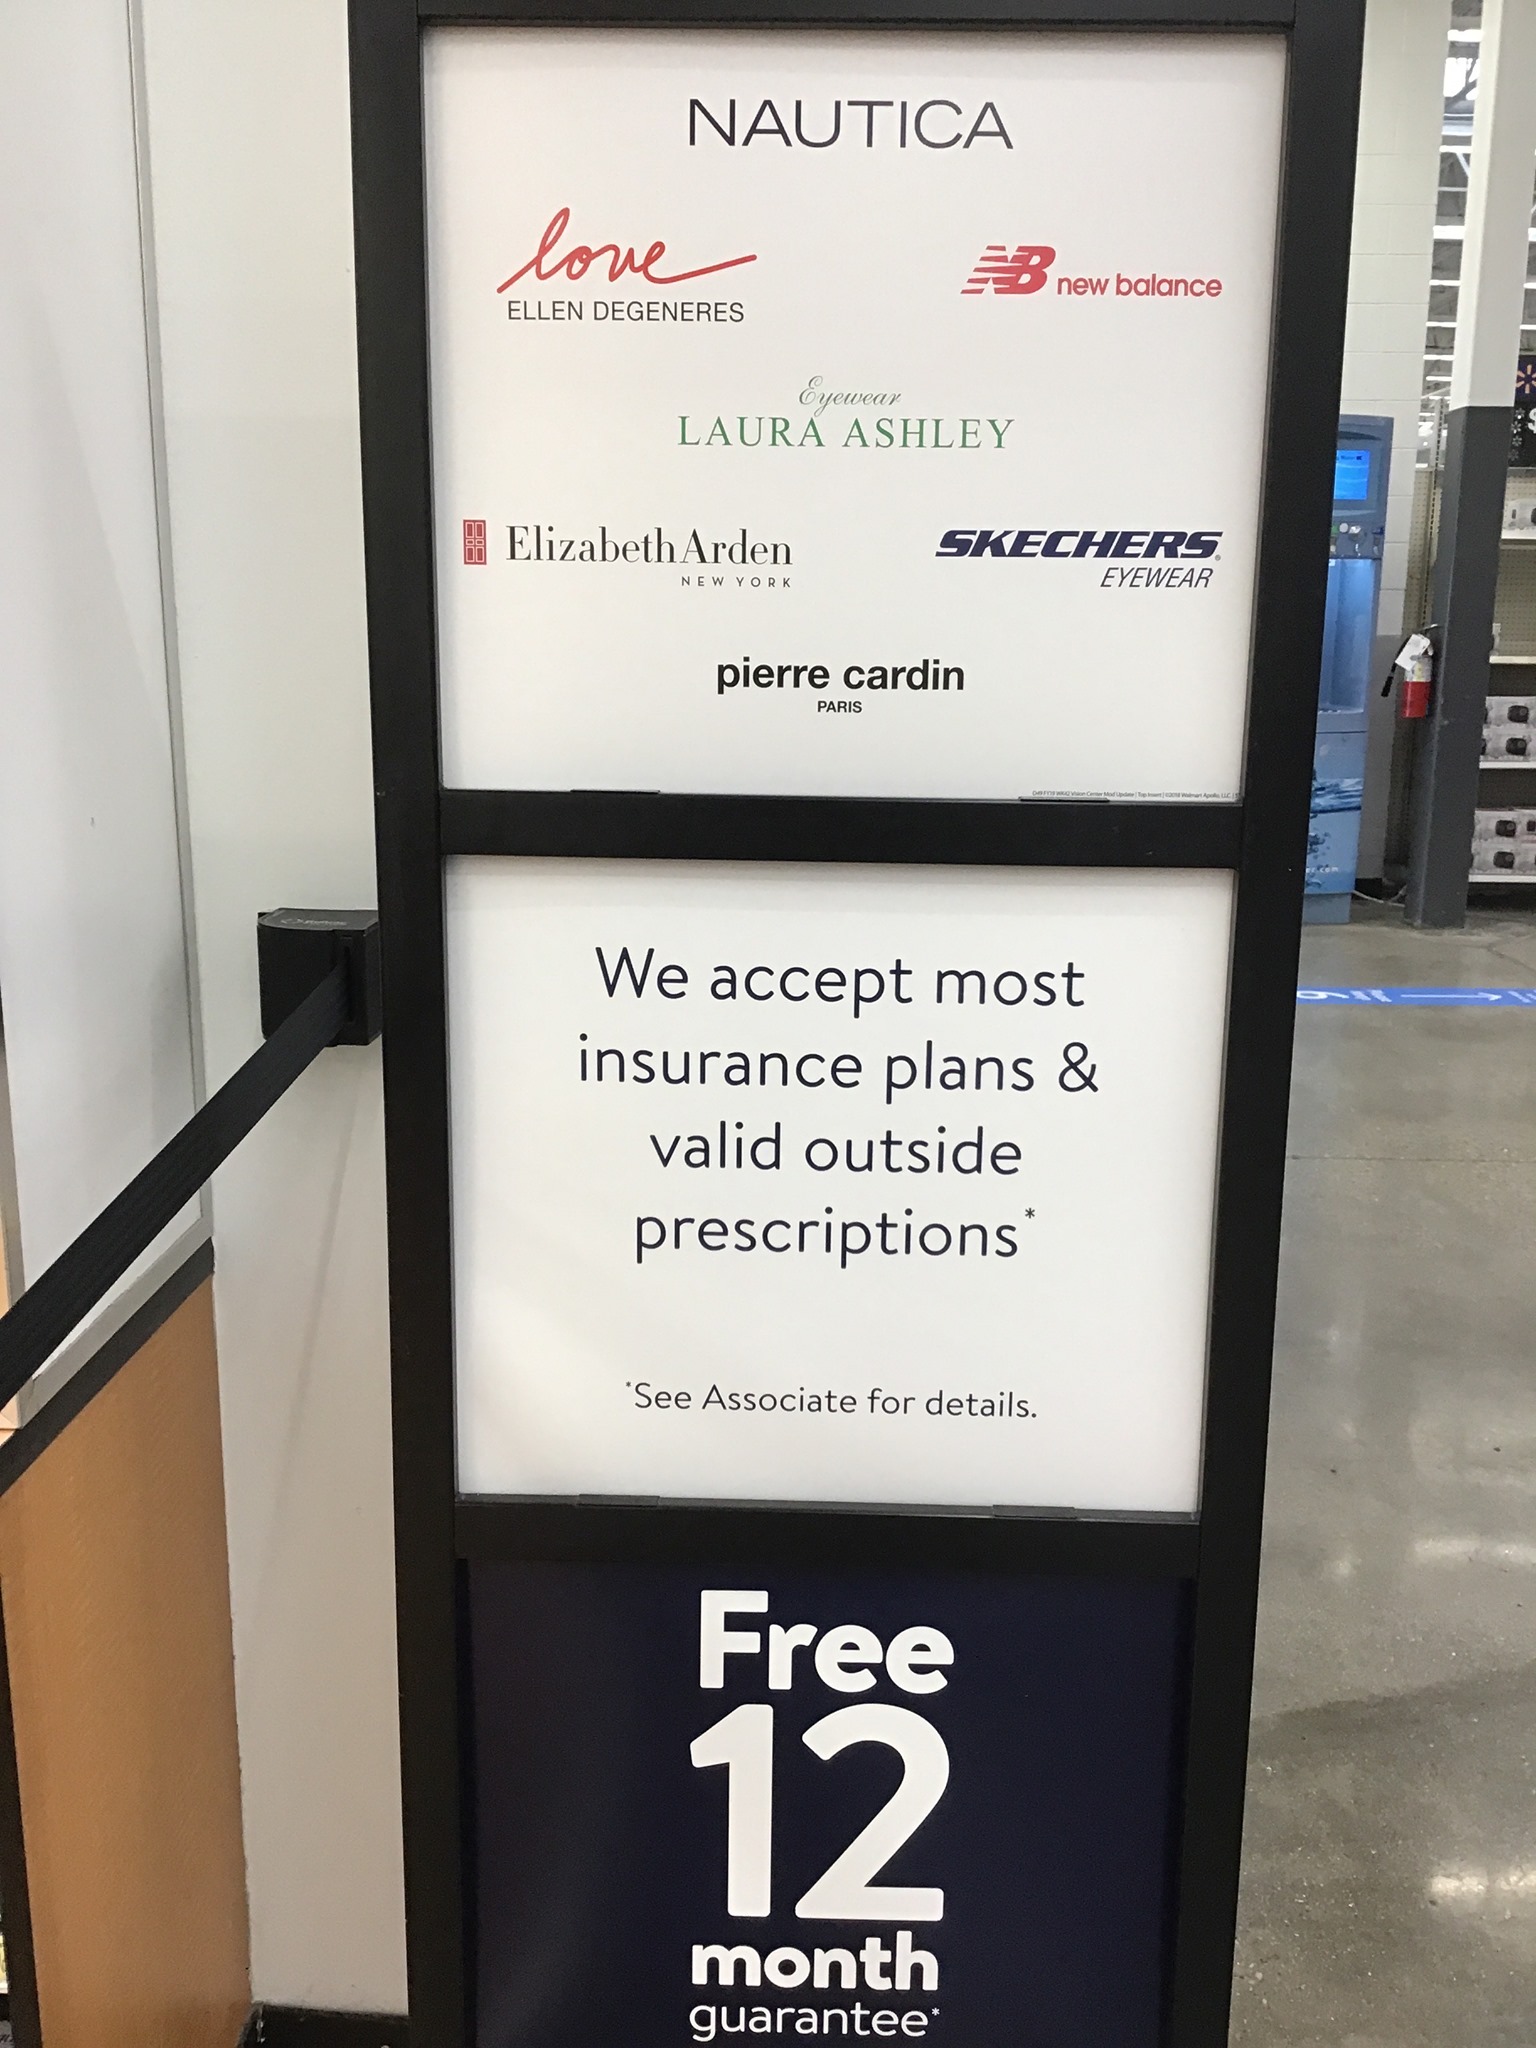 NAUTICA
love
ELLEN DEGENERES
NB new balance
Eyewear
LAURA ASHLEY
Elizabeth Arden
NEW YORK
SKECHERS
EYEWEAR
pierre cardin
PARIS
We accept most
insurance plans &
valid outside
prescriptions*
*See Associate for details.
Free
12
month
guarantee*